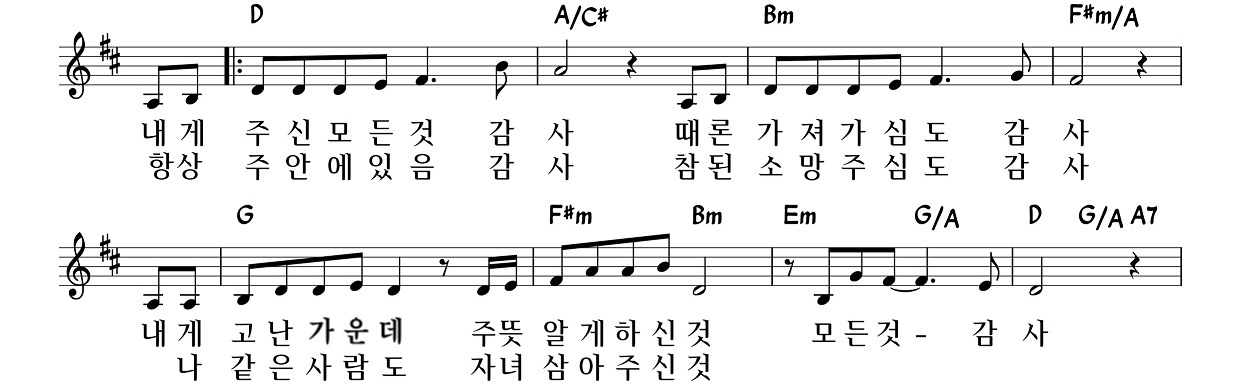 D A/C# Bm F#m/A
내 게 주 신 모 든 것 감 사 때 론 가 져 가 심 도 감 사
항상 주 안 에 있 음 감 사 참 된 소 망 주 심 도 감 사
G F#m Bm Em G/A D G/A A7
내 게 고 난 가 운 데 주뜻 알 게 하 신 것 모 든 것 - 감 사
나 같 은 사 람 도 자녀 삼 아 주 신 것